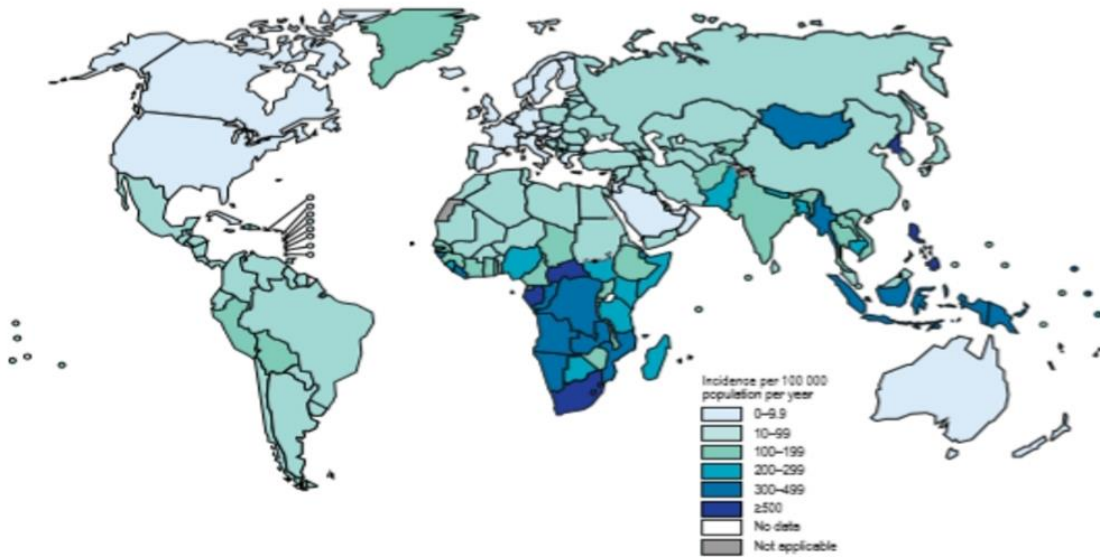 Incidence per 100 000
population per year
0–9.9
10–99
100–199
200–299
300–499
≥500
No data
Not applicable